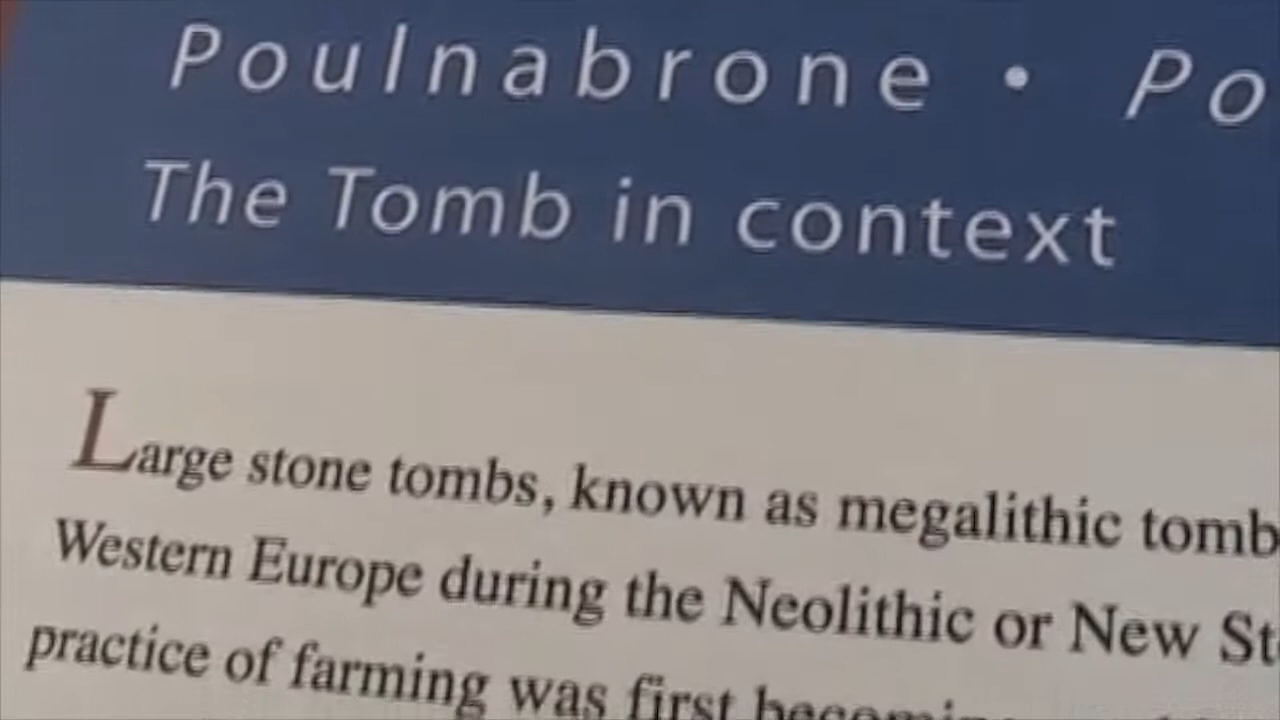 Poulnabrone • Po
The Tomb in context
Large stone tombs, known as megalithic tomb
Western Europe during the Neolithic or New St
practice of farming was first becoming